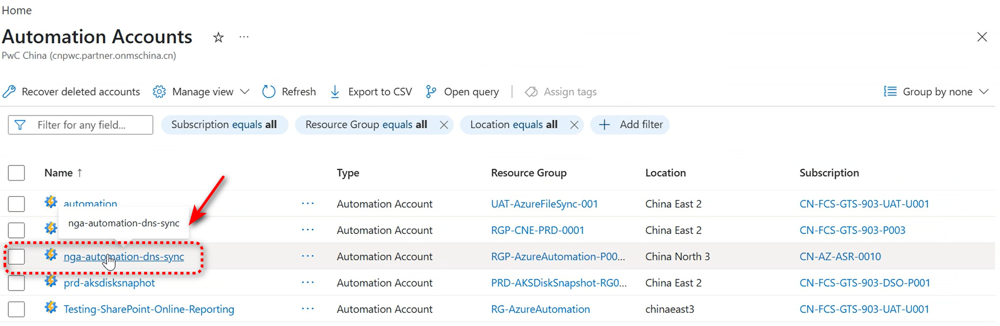 Home
Automation Accounts ☆ ···
PwC China (cnpwc.partner.onmschina.cn)
Recover deleted accounts Manage view Refresh Export to CSV Open query Assign tags Group by none
Filter for any field... Subscription equals all Resource Group equals all Location equals all Add filter
Name ↑ Type Resource Group Location Subscription
automation ··· Automation Account UAT-AzureFileSync-001 China East 2 CN-FCS-GTS-903-UAT-U001
nga-automation-dns-sync
··· Automation Account RGP-CNE-PRD-0001 China East 2 CN-FCS-GTS-903-P003
nga-automation-dns-sync ··· Automation Account RGP-AzureAutomation-P00... China North 3 CN-AZ-ASR-0010
prd-aksdisksnaphot ··· Automation Account PRD-AKSDiskSnapshot-RG0... China East 2 CN-FCS-GTS-903-DSO-P001
Testing-SharePoint-Online-Reporting ··· Automation Account RG-AzureAutomation chinaeast3 CN-FCS-GTS-903-UAT-U001